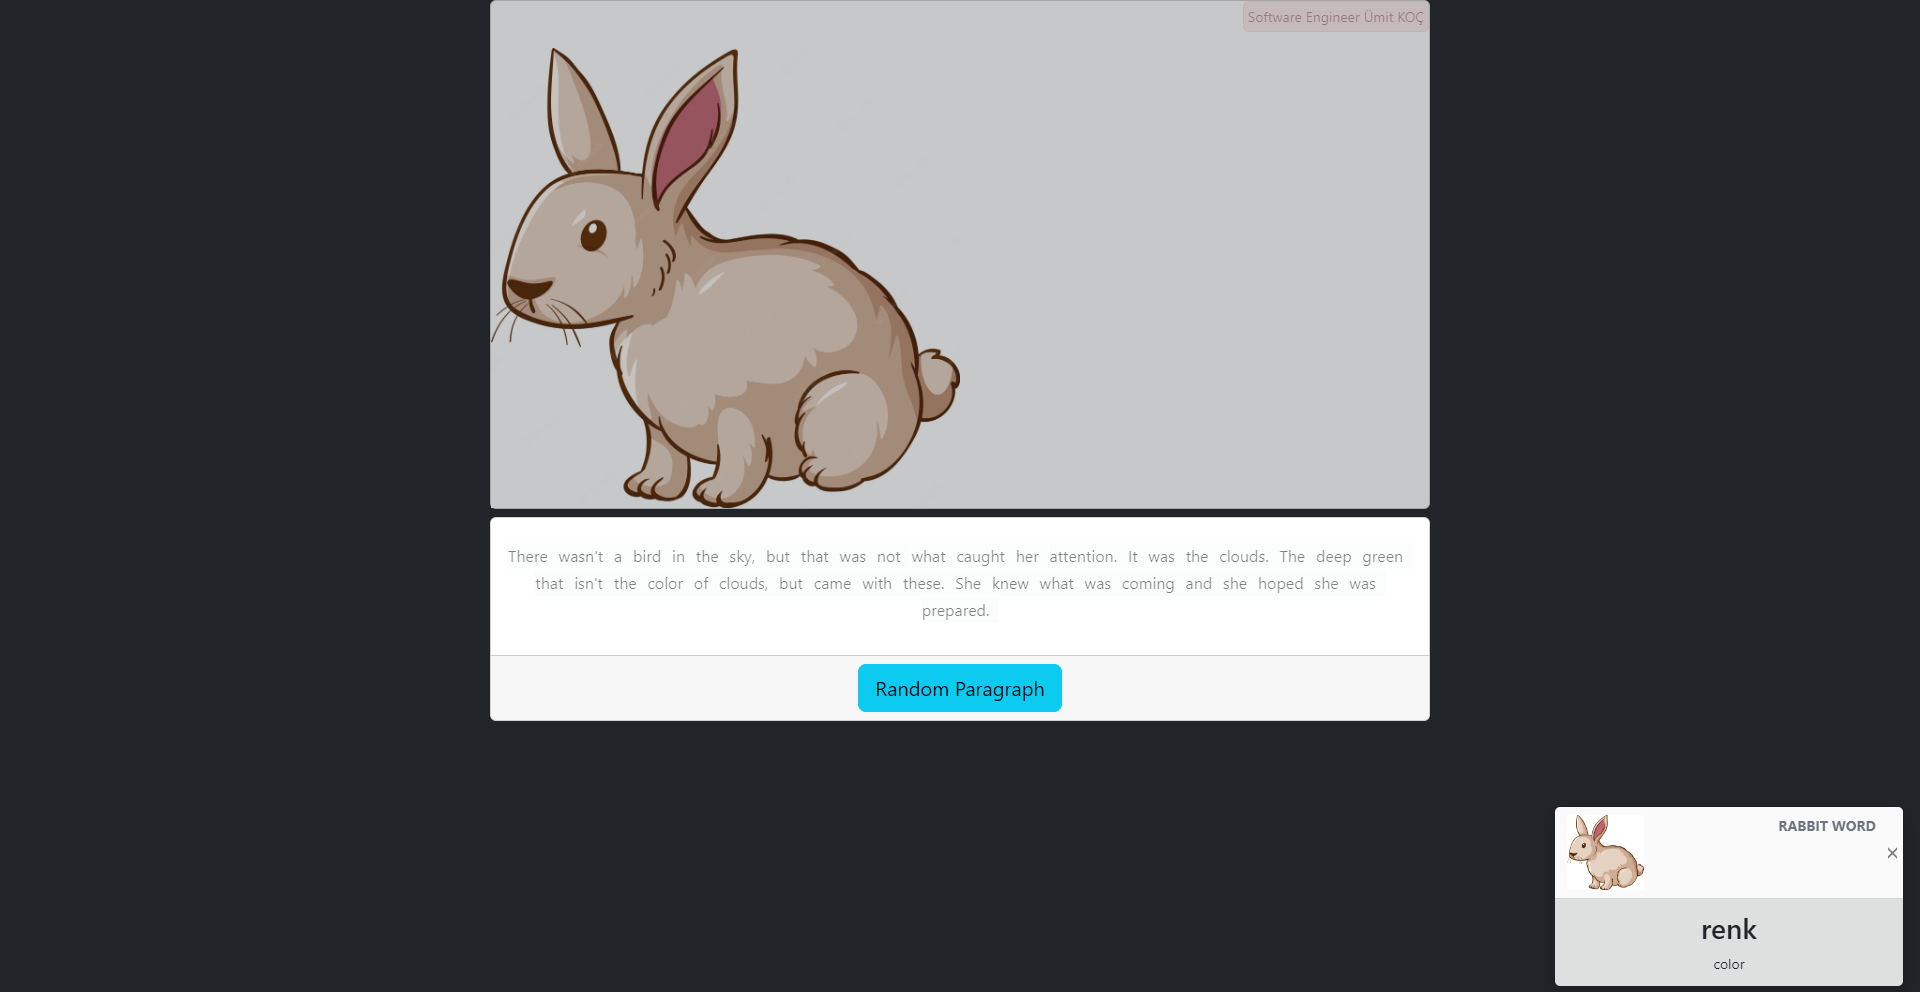 Software Engineer Ümit KOÇ
There wasn't a bird in the sky, but that was not what caught her attention. It was the clouds. The deep green
that isn't the color of clouds, but came with these. She knew what was coming and she hoped she was
prepared.
Random Paragraph
RABBIT WORD
renk
color